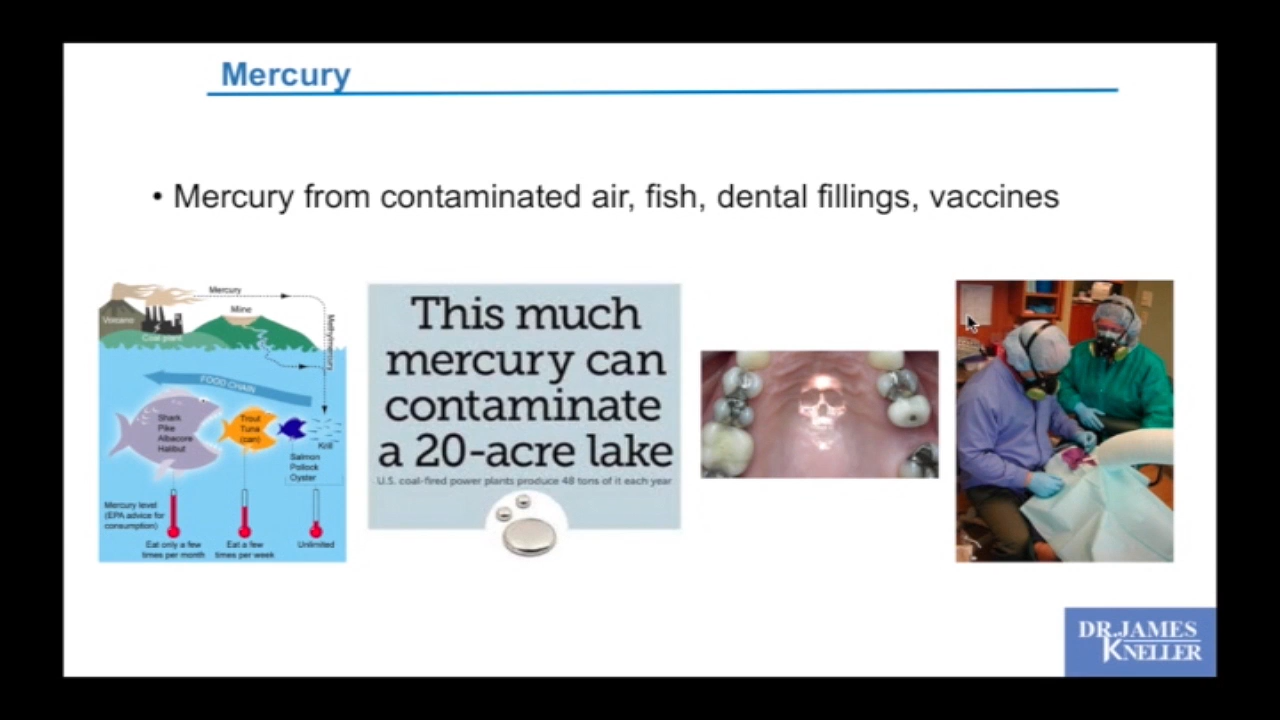 Mercury
• Mercury from contaminated air, fish, dental fillings, vaccines
Mercury
Volcano
Coal plant
Mine
Methylmercury
FOOD CHAIN
Shark
Pike
Albacore
Halibut
Trout
Tuna
(can)
Krill
Salmon
Pollock
Oyster
Mercury level
(EPA advice for
consumption)
Eat only a few
times per month
Eat a few
times per week
Unlimited
This much
mercury can
contaminate
a 20-acre lake
U.S. coal-fired power plants produce 48 tons of it each year
DR. JAMES
KNELLER